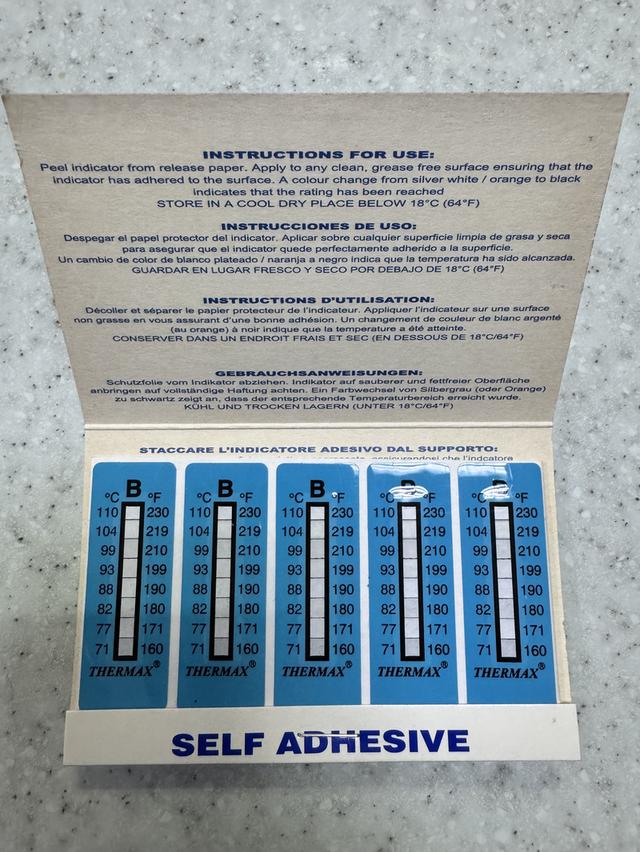 INSTRUCTIONS FOR USE:
Peel indicator from release paper. Apply to any clean, grease free surface ensuring that the
indicator has adhered to the surface. A colour change from silver white / orange to black
indicates that the rating has been reached
STORE IN A COOL DRY PLACE BELOW 18°C (64°F)
INSTRUCCIONES DE USO:
Despegar el papel protector del indicator. Aplicar sobre cualquier superficie limpia de grasa y seca
para asegurar que el indicator quede perfectamente adherido a la superficie.
Un cambio de color de blanco plateado / naranja a negro indica que la temperatura ha sido alcanzada.
GUARDAR EN LUGAR FRESCO Y SECO POR DEBAJO DE 18°C (64°F)
INSTRUCTIONS D'UTILISATION:
Décoller et séparer le papier protecteur de l'indicateur. Appliquer l'indicateur sur une surface
non grasse en vous assurant d'une bonne adhésion. Un changement de couleur de blanc argenté
(au orange) à noir indique que la temperature a été atteinte.
CONSERVER DANS UN ENDROIT FRAIS ET SEC (EN DESSOUS DE 18°C/64°F)
GEBRAUCHSANWEISUNGEN:
Schutzfolie vom Indikator abziehen. Indikator auf sauberer und fettfreier Oberfläche
anbringen auf vollständige Haftung achten. Ein Farbwechsel von Silbergrau (oder Orange)
zu schwartz zeigt an, dass der entsprechende Temperaturbereich erreicht wurde.
KÜHL UND TROCKEN LAGERN (UNTER 18°C/64°F)
STACCARE L'INDICATORE ADESIVO DAL SUPPORTO:
assicurandosi che l'indcatore
B B B B B
°C °F °C °F °C °F °C °F °C °F
110 230 110 230 110 230 110 230 110 230
104 219 104 219 104 219 104 219 104 219
99 210 99 210 99 210 99 210 99 210
93 199 93 199 93 199 93 199 93 199
88 190 88 190 88 190 88 190 88 190
82 180 82 180 82 180 82 180 82 180
77 171 77 171 77 171 77 171 77 171
71 160 71 160 71 160 71 160 71 160
THERMAX® THERMAX® THERMAX® THERMAX® THERMAX®
SELF ADHESIVE